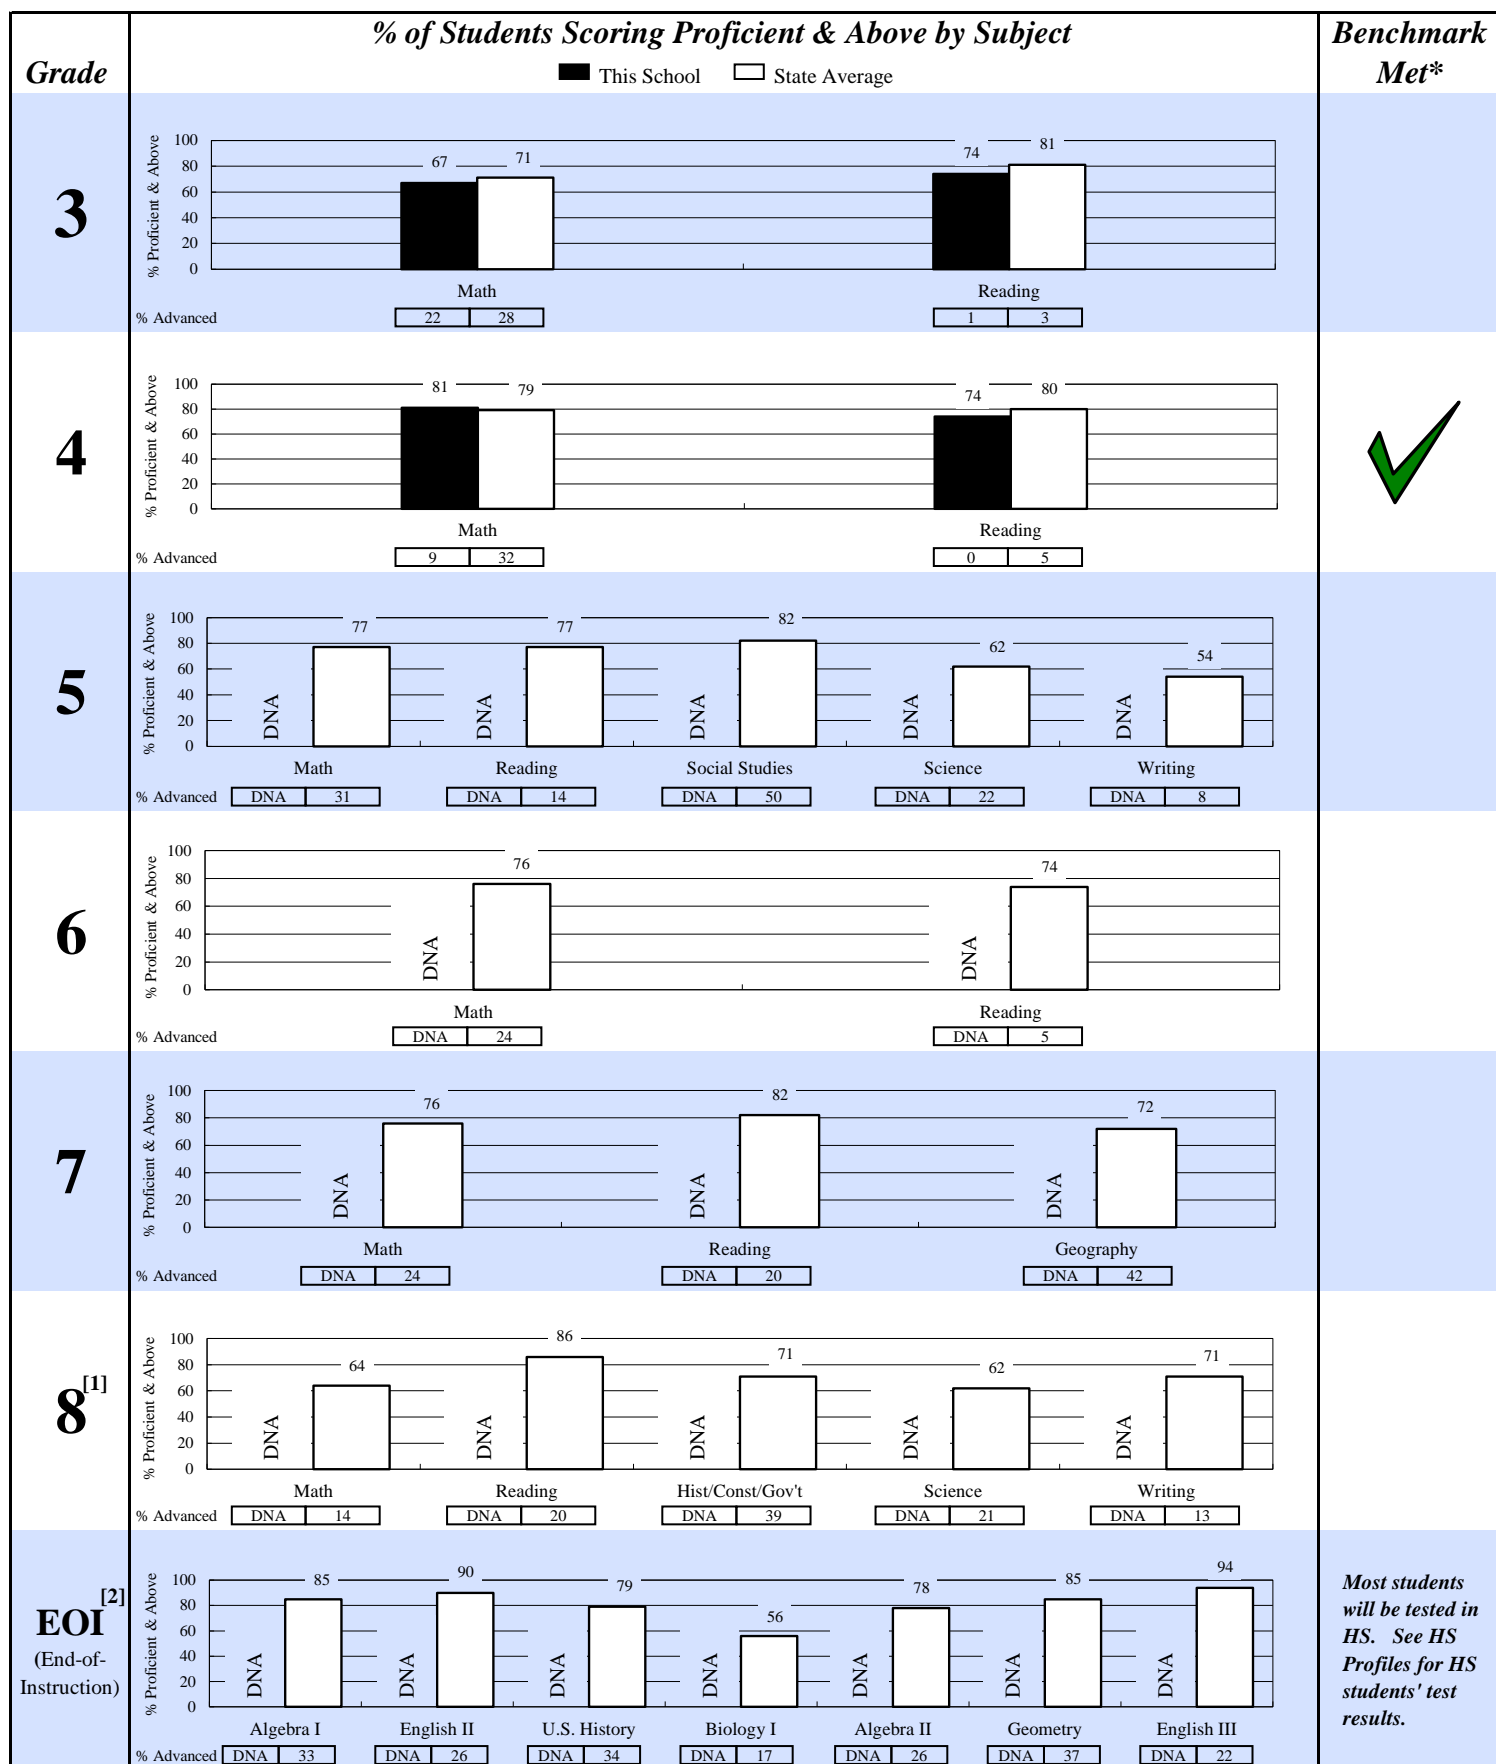 % of Students Scoring Proficient & Above by Subject
Benchmark
Met*
Grade
This School
State Average
3
% Proficient & Above
100
80
60
40
20
0
67
71
74
81
Math
Reading
% Advanced
22
28
1
3
4
% Proficient & Above
100
80
60
40
20
0
81
79
74
80
Math
Reading
% Advanced
9
32
0
5
5
% Proficient & Above
100
80
60
40
20
0
DNA
77
DNA
77
DNA
82
DNA
62
DNA
54
Math
Reading
Social Studies
Science
Writing
% Advanced
DNA
31
DNA
14
DNA
50
DNA
22
DNA
8
6
% Proficient & Above
100
80
60
40
20
0
DNA
76
DNA
74
Math
Reading
% Advanced
DNA
24
DNA
5
7
% Proficient & Above
100
80
60
40
20
0
DNA
76
DNA
82
DNA
72
Math
Reading
Geography
% Advanced
DNA
24
DNA
20
DNA
42
8[1]
% Proficient & Above
100
80
60
40
20
0
DNA
64
DNA
86
DNA
71
DNA
62
DNA
71
Math
Reading
Hist/Const/Gov't
Science
Writing
% Advanced
DNA
14
DNA
20
DNA
39
DNA
21
DNA
13
EOI[2]
(End-of-
Instruction)
% Proficient & Above
100
80
60
40
20
0
DNA
85
DNA
90
DNA
79
DNA
56
DNA
78
DNA
85
DNA
94
Algebra I
English II
U.S. History
Biology I
Algebra II
Geometry
English III
% Advanced
DNA
33
DNA
26
DNA
34
DNA
17
DNA
26
DNA
37
DNA
22
Most students
will be tested in
HS. See HS
Profiles for HS
students' test
results.